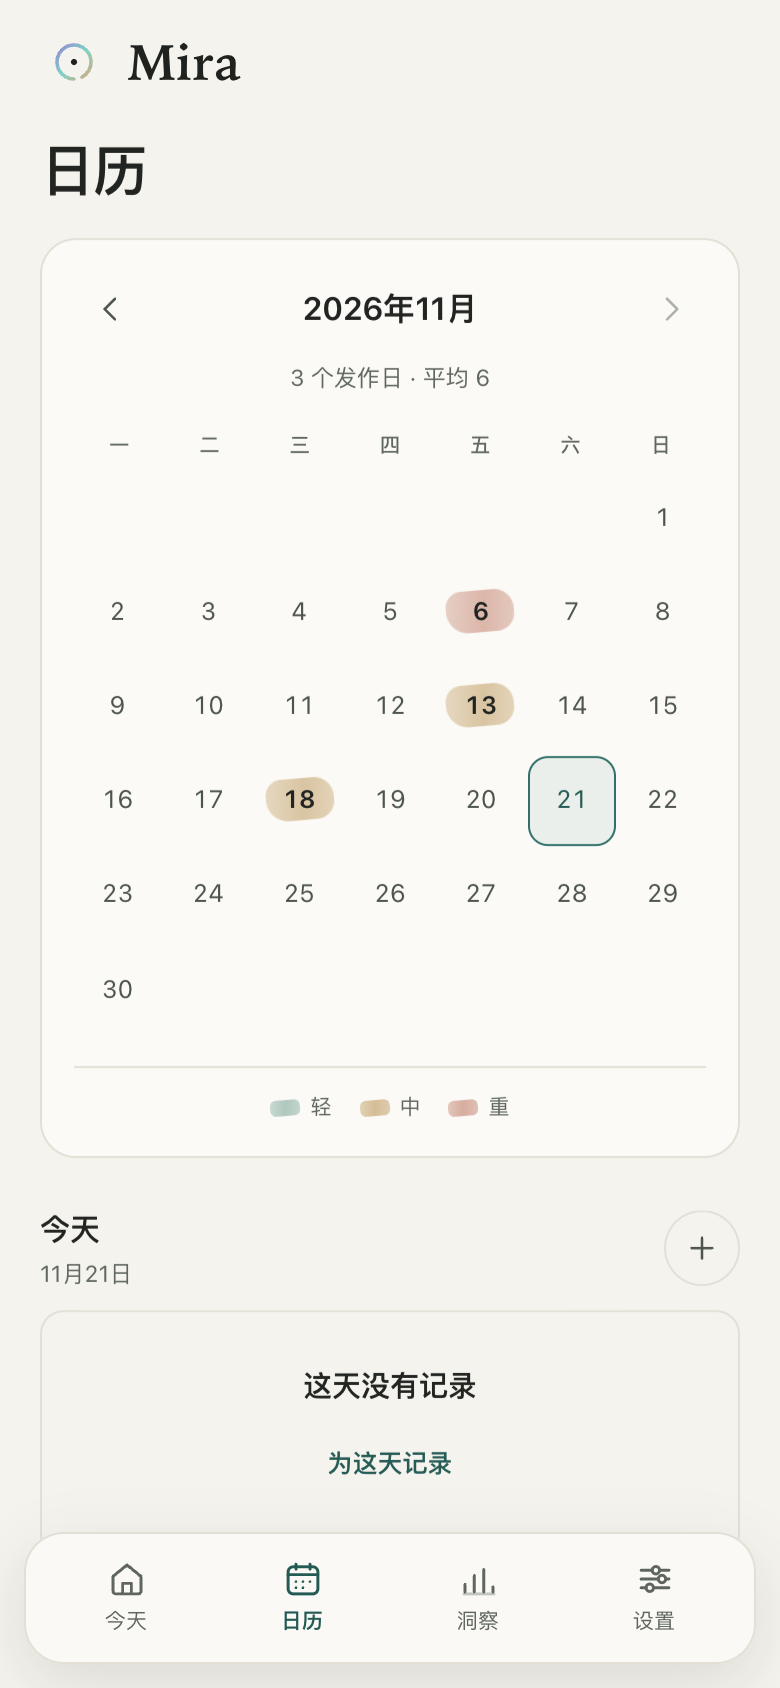 Mira
日历
2026年11月
3 个发作日 · 平均 6
一 二 三 四 五 六 日
1
2 3 4 5 6 7 8
9 10 11 12 13 14 15
16 17 18 19 20 21 22
23 24 25 26 27 28 29
30
轻 中 重
今天
11月21日
这天没有记录
为这天记录
今天 日历 洞察 设置